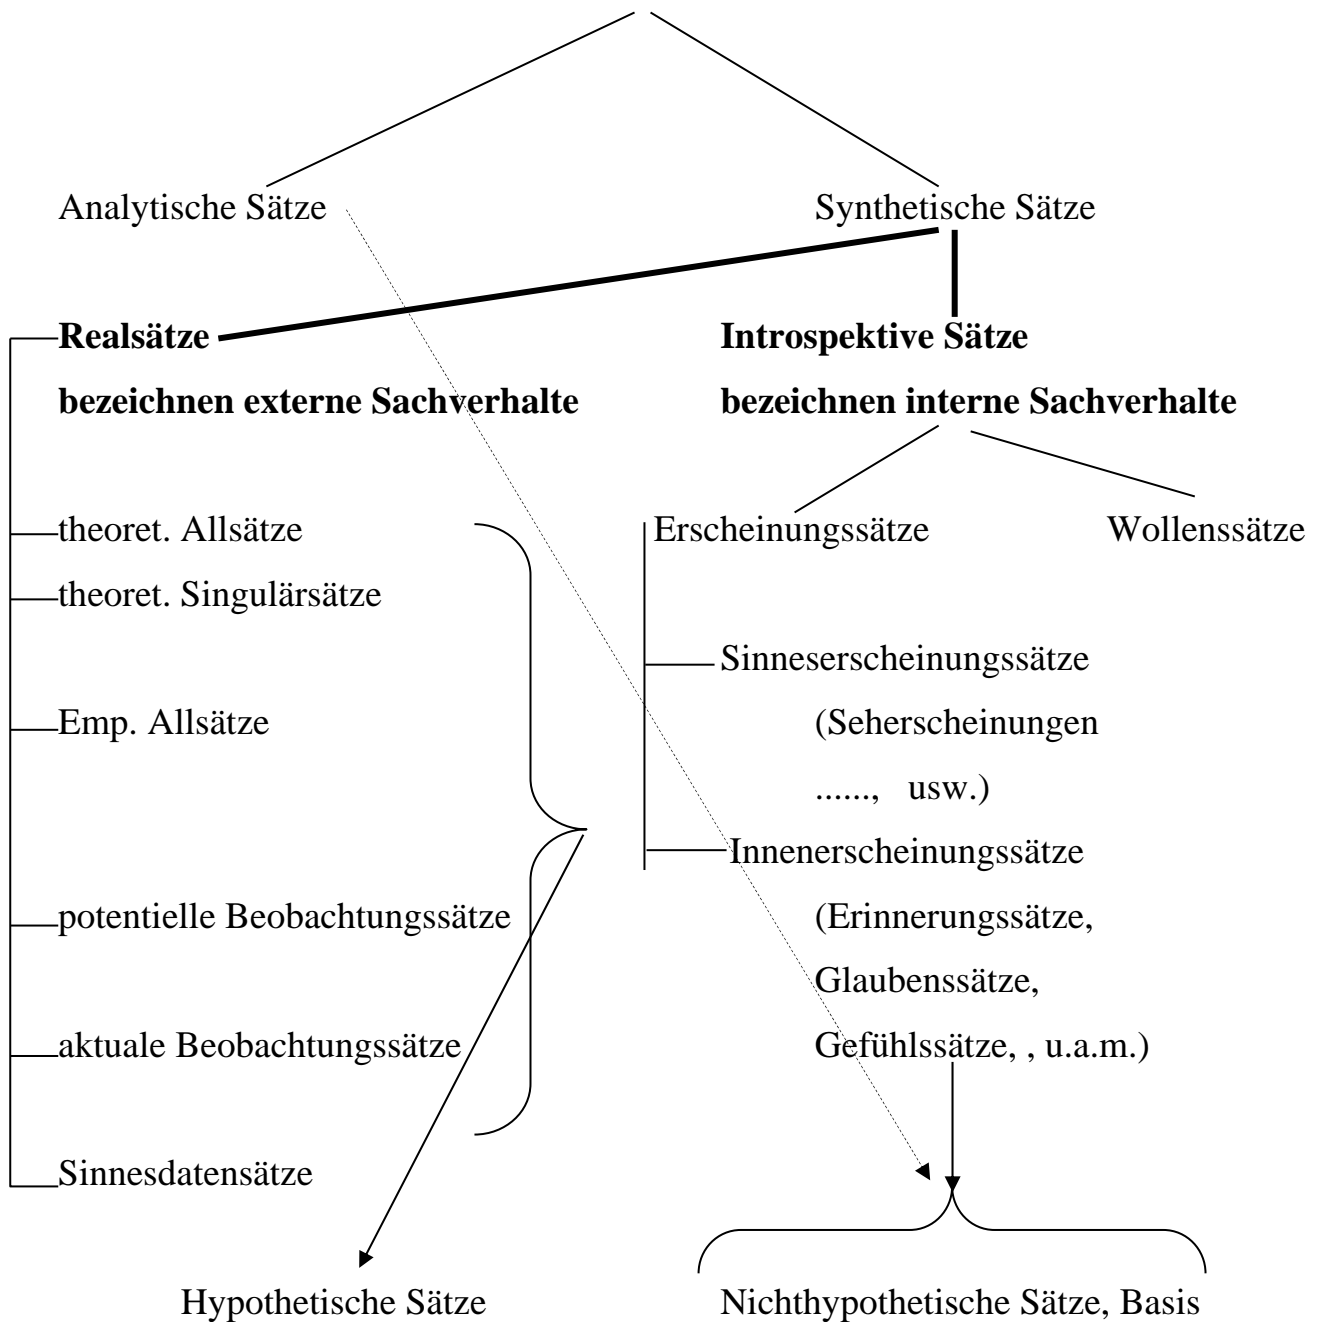 Analytische Sätze
Synthetische Sätze
Realsätze
Introspektive Sätze
bezeichnen externe Sachverhalte
bezeichnen interne Sachverhalte
theoret. Allsätze
Erscheinungssätze
Wollenssätze
theoret. Singulärsätze
Sinneserscheinungssätze
Emp. Allsätze
(Seherscheinungen
......, usw.)
Innenerscheinungssätze
potentielle Beobachtungssätze
(Erinnerungssätze,
Glaubenssätze,
aktuale Beobachtungssätze
Gefühlssätze, , u.a.m.)
Sinnesdatensätze
Hypothetische Sätze
Nichthypothetische Sätze, Basis